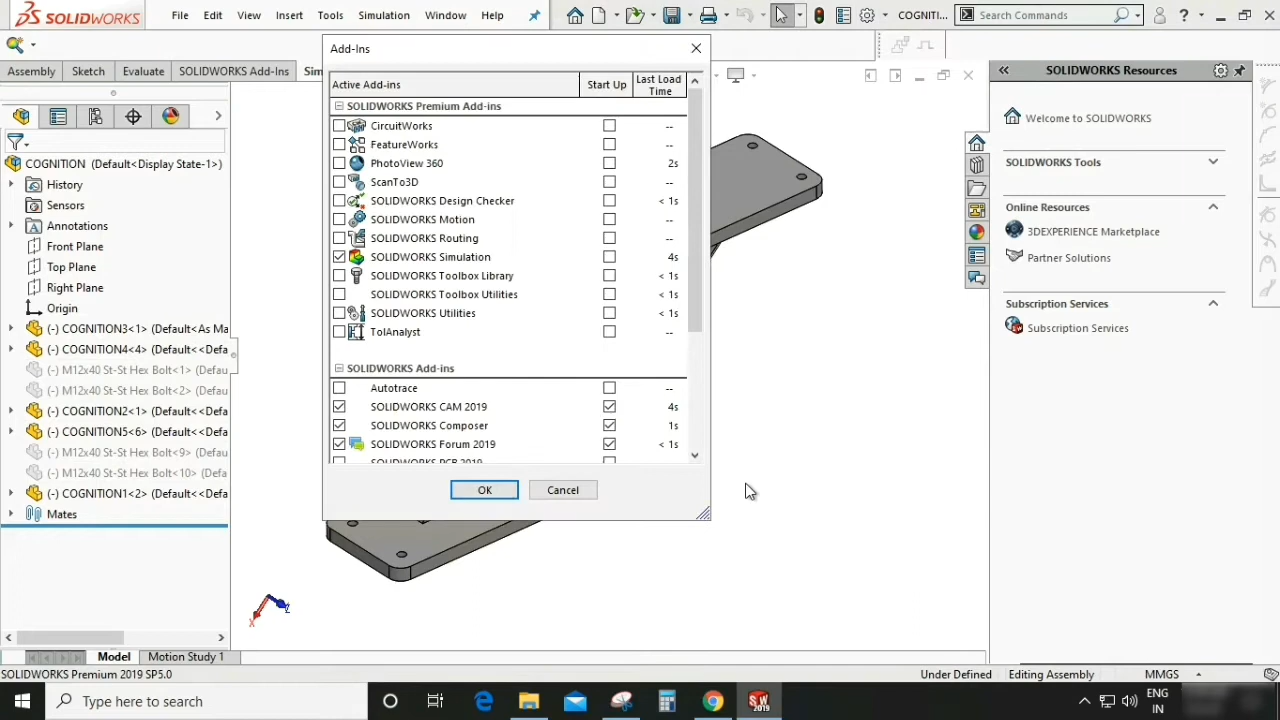 SOLIDWORKS File Edit View Insert Tools Simulation Window Help COGNITI... Search Commands ?
Assembly Sketch Evaluate SOLIDWORKS Add-Ins Sim
COGNITION (Default<Display State-1>)
History
Sensors
Annotations
Front Plane
Top Plane
Right Plane
Origin
(-) COGNITION3<1> (Default<As Ma
(-) COGNITION4<4> (Default<<Defa
(-) M12x40 St-St Hex Bolt<1> (Defau
(-) M12x40 St-St Hex Bolt<2> (Defau
(-) COGNITION2<1> (Default<<Defa
(-) COGNITION5<6> (Default<<Defa
(-) M12x40 St-St Hex Bolt<9> (Defau
(-) M12x40 St-St Hex Bolt<10> (Defa
(-) COGNITION1<2> (Default<<Defa
Mates
Add-Ins
Active Add-ins Start Up Last Load Time
SOLIDWORKS Premium Add-ins
CircuitWorks --
FeatureWorks --
PhotoView 360 2s
ScanTo3D --
SOLIDWORKS Design Checker < 1s
SOLIDWORKS Motion --
SOLIDWORKS Routing --
SOLIDWORKS Simulation 4s
SOLIDWORKS Toolbox Library < 1s
SOLIDWORKS Toolbox Utilities < 1s
SOLIDWORKS Utilities < 1s
TolAnalyst --
SOLIDWORKS Add-ins
Autotrace --
SOLIDWORKS CAM 2019 4s
SOLIDWORKS Composer 1s
SOLIDWORKS Forum 2019 < 1s
SOLIDWORKS PCB 2019
OK Cancel
SOLIDWORKS Resources
Welcome to SOLIDWORKS
SOLIDWORKS Tools
Online Resources
3DEXPERIENCE Marketplace
Partner Solutions
Subscription Services
Subscription Services
X
Model Motion Study 1
SOLIDWORKS Premium 2019 SP5.0 Under Defined Editing Assembly MMGS
Type here to search SW 2019 ENG IN